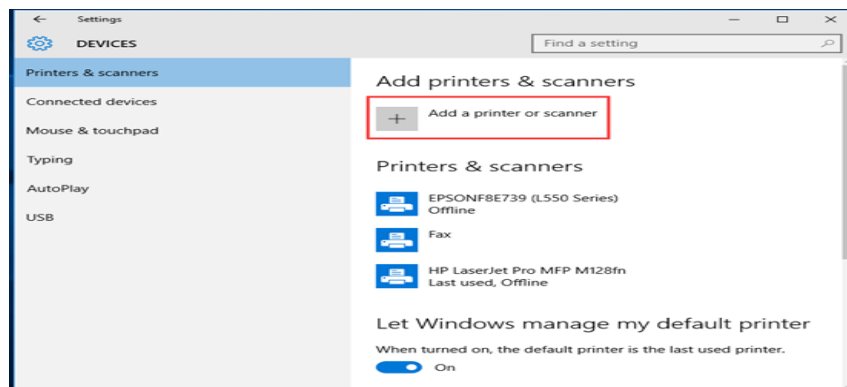 Settings
DEVICES
Find a setting
Printers & scanners
Connected devices
Mouse & touchpad
Typing
AutoPlay
USB
Add printers & scanners
Add a printer or scanner
Printers & scanners
EPSONF8E739 (L550 Series)
Offline
Fax
HP LaserJet Pro MFP M128fn
Last used, Offline
Let Windows manage my default printer
When turned on, the default printer is the last used printer.
On